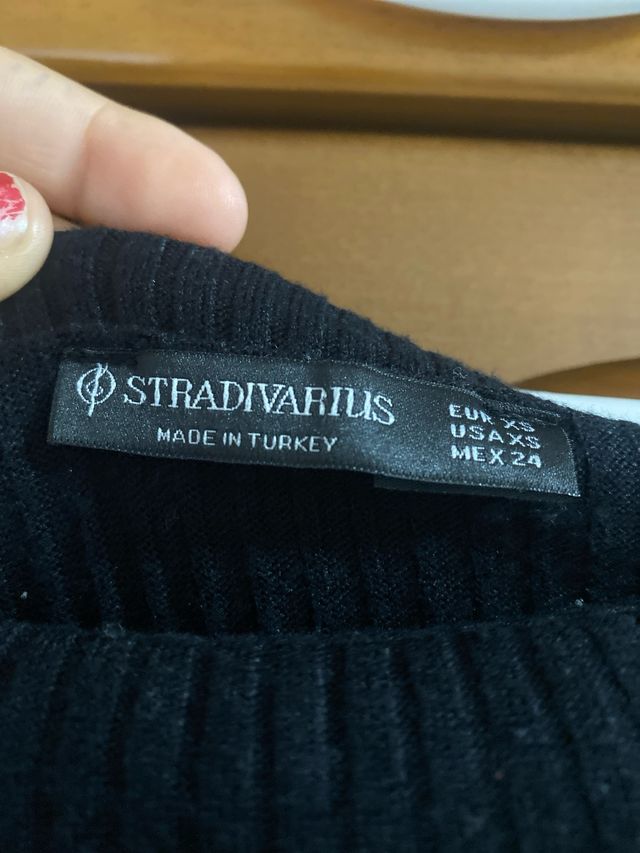 STRADIVARIUS
MADE IN TURKEY
EUR XS
USA XS
MEX 24